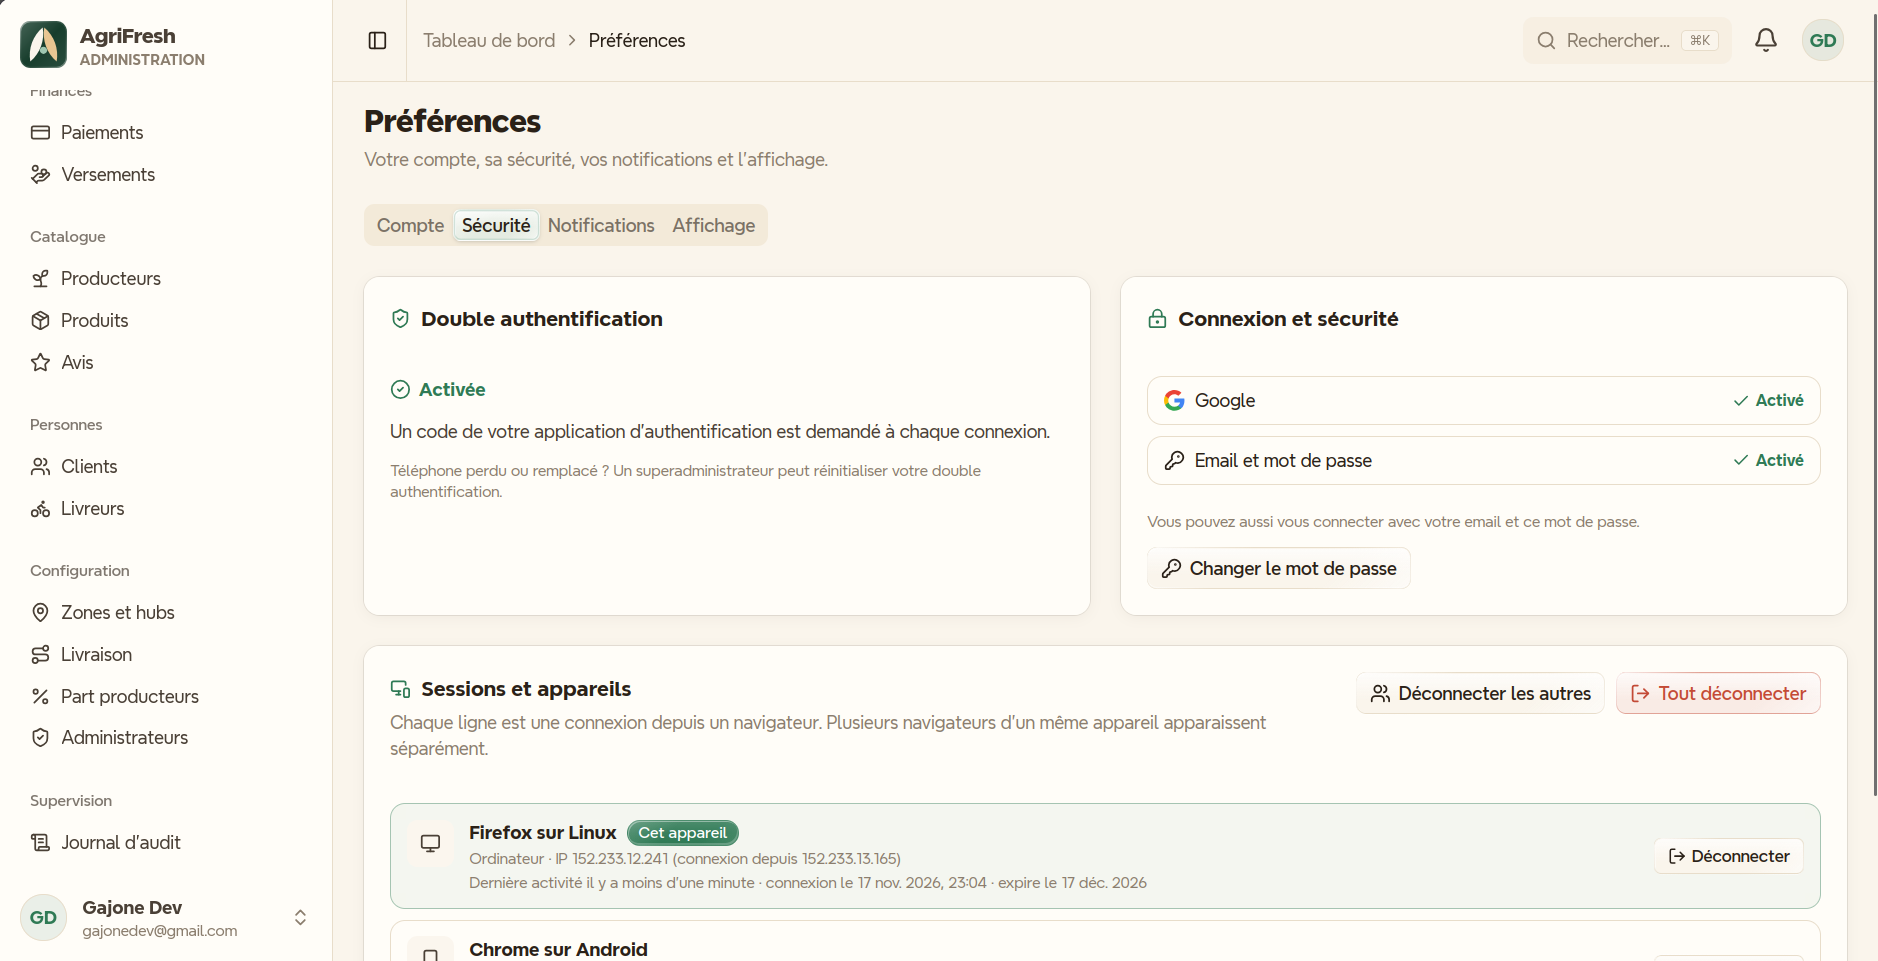 AgriFresh
ADMINISTRATION
Finances
Paiements
Versements
Catalogue
Producteurs
Produits
Avis
Personnes
Clients
Livreurs
Configuration
Zones et hubs
Livraison
Part producteurs
Administrateurs
Supervision
Journal d'audit
GD
Gajone Dev
gajonedev@gmail.com
Tableau de bord > Préférences
Rechercher... ⌘K
GD
Préférences
Votre compte, sa sécurité, vos notifications et l'affichage.
Compte Sécurité Notifications Affichage
Double authentification
Activée
Un code de votre application d'authentification est demandé à chaque connexion.
Téléphone perdu ou remplacé ? Un superadministrateur peut réinitialiser votre double
authentification.
Connexion et sécurité
Google Activé
Email et mot de passe Activé
Vous pouvez aussi vous connecter avec votre email et ce mot de passe.
Changer le mot de passe
Sessions et appareils
Chaque ligne est une connexion depuis un navigateur. Plusieurs navigateurs d'un même appareil apparaissent
séparément.
Déconnecter les autres
Tout déconnecter
Firefox sur Linux Cet appareil
Ordinateur · IP 152.233.12.241 (connexion depuis 152.233.13.165)
Dernière activité il y a moins d'une minute · connexion le 17 nov. 2026, 23:04 · expire le 17 déc. 2026
Déconnecter
Chrome sur Android